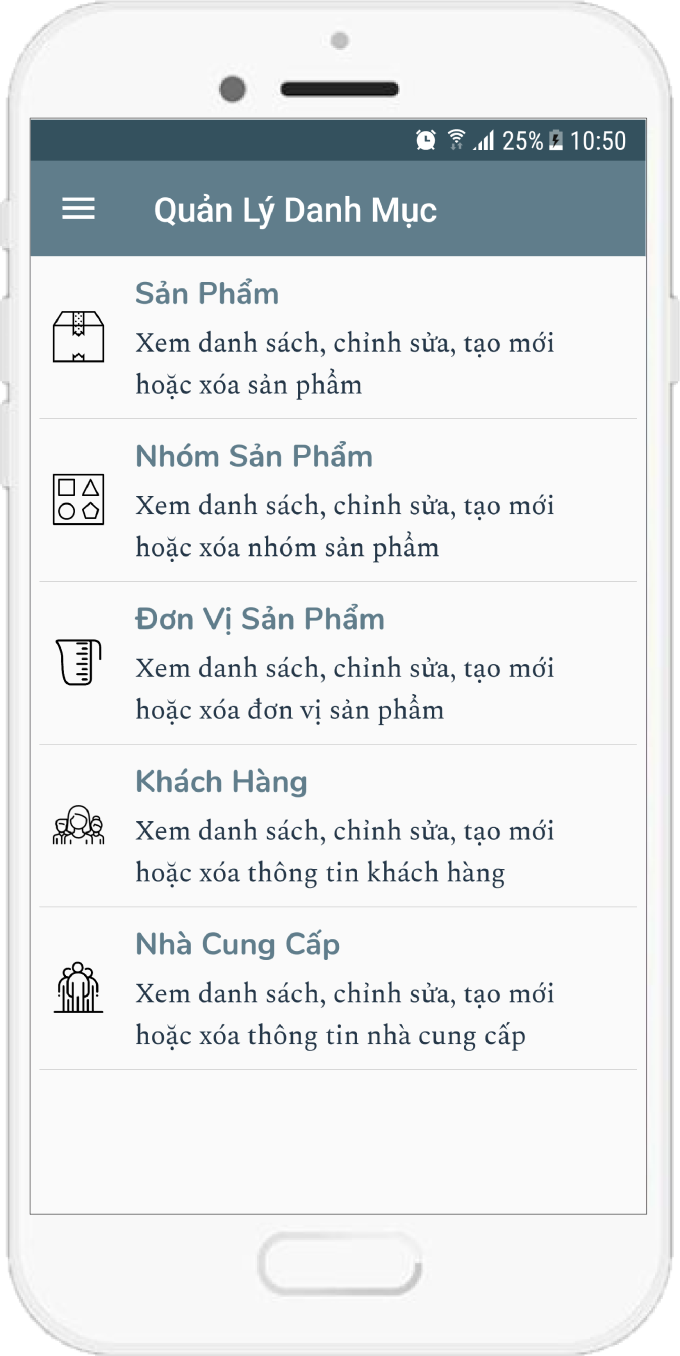 25% 10:50
Quản Lý Danh Mục
Sản Phẩm
Xem danh sách, chỉnh sửa, tạo mới
hoặc xóa sản phẩm
Nhóm Sản Phẩm
Xem danh sách, chỉnh sửa, tạo mới
hoặc xóa nhóm sản phẩm
Đơn Vị Sản Phẩm
Xem danh sách, chỉnh sửa, tạo mới
hoặc xóa đơn vị sản phẩm
Khách Hàng
Xem danh sách, chỉnh sửa, tạo mới
hoặc xóa thông tin khách hàng
Nhà Cung Cấp
Xem danh sách, chỉnh sửa, tạo mới
hoặc xóa thông tin nhà cung cấp